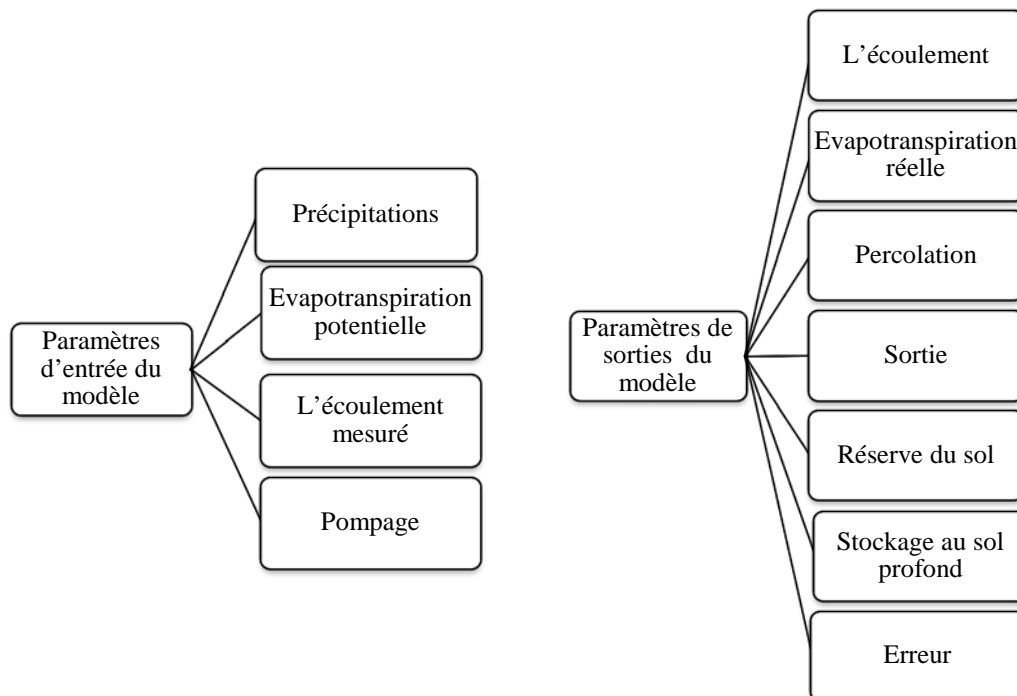 Paramètres
d’entrée du
modèle
Précipitations
Evapotranspiration
potentielle
L’écoulement
mesuré
Pompage
Paramètres de
sorties du
modèle
L’écoulement
Evapotranspiration
réelle
Percolation
Sortie
Réserve du sol
Stockage au sol
profond
Erreur